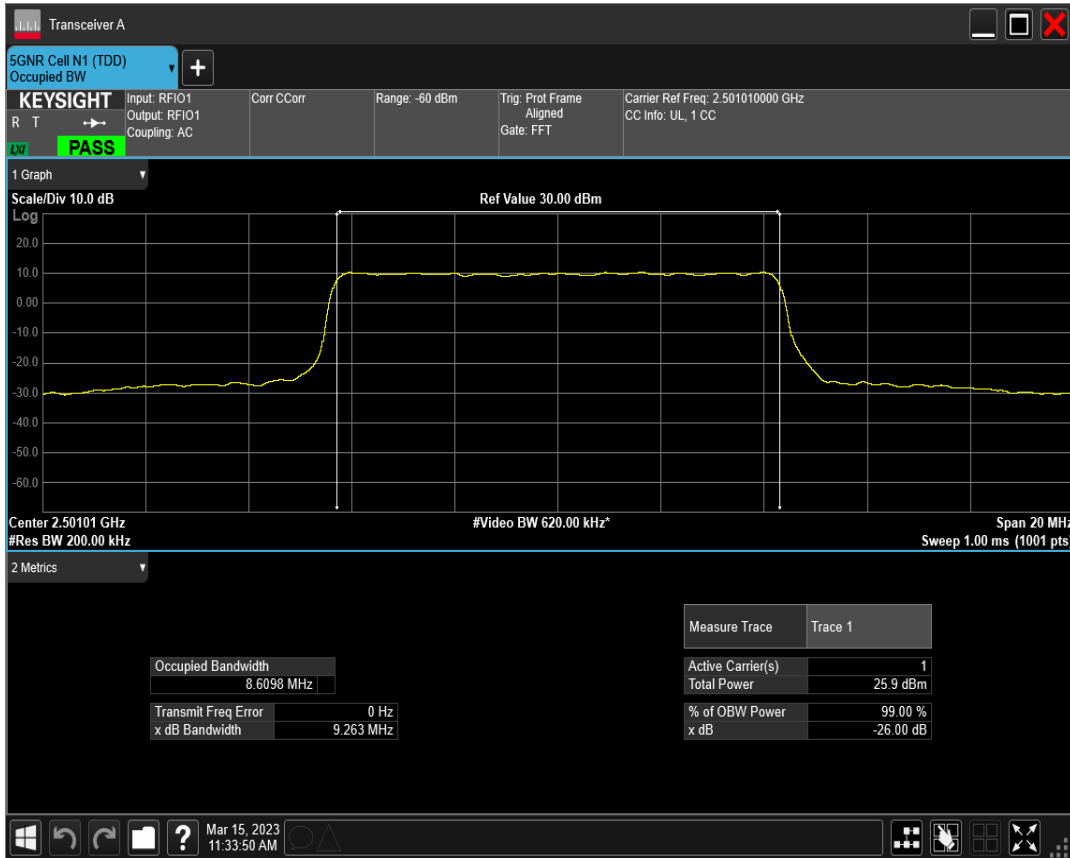 Transceiver A
5GNR Cell N1 (TDD)
Occupied BW
+
KEYSIGHT
R T
LXI
PASS
Input: RFIO1
Output: RFIO1
Coupling: AC
Corr CCorr
Range: -60 dBm
Trig: Prot Frame
Aligned
Gate: FFT
Carrier Ref Freq: 2.501010000 GHz
CC Info: UL, 1 CC
1 Graph
Scale/Div 10.0 dB
Ref Value 30.00 dBm
Log
20.0
10.0
0.00
-10.0
-20.0
-30.0
-40.0
-50.0
-60.0
Center 2.50101 GHz
#Video BW 620.00 kHz*
Span 20 MHz
#Res BW 200.00 kHz
Sweep 1.00 ms (1001 pts)
2 Metrics
Measure Trace Trace 1
Occupied Bandwidth
8.6098 MHz
Active Carrier(s) 1
Total Power 25.9 dBm
Transmit Freq Error 0 Hz
x dB Bandwidth 9.263 MHz
% of OBW Power 99.00 %
x dB -26.00 dB
?
Mar 15, 2023
11:33:50 AM